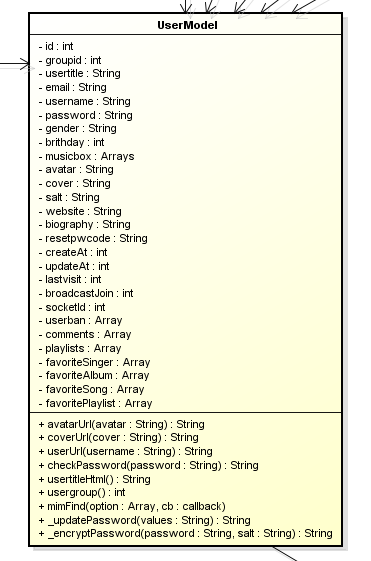 UserModel
- id : int
- groupid : int
- usertitle : String
- email : String
- username : String
- password : String
- gender : String
- brithday : int
- musicbox : Arrays
- avatar : String
- cover : String
- salt : String
- website : String
- biography : String
- resetpwcode : String
- createAt : int
- updateAt : int
- lastvisit : int
- broadcastJoin : int
- socketId : int
- userban : Array
- comments : Array
- playlists : Array
- favoriteSinger : Array
- favoriteAlbum : Array
- favoriteSong : Array
- favoritePlaylist : Array
+ avatarUrl(avatar : String) : String
+ coverUrl(cover : String) : String
+ userUrl(username : String) : String
+ checkPassword(password : String) : String
+ usertitleHtml() : String
+ usergroup() : int
+ mimFind(option : Array, cb : callback)
+ _updatePassword(values : String) : String
+ _encryptPassword(password : String, salt : String) : String